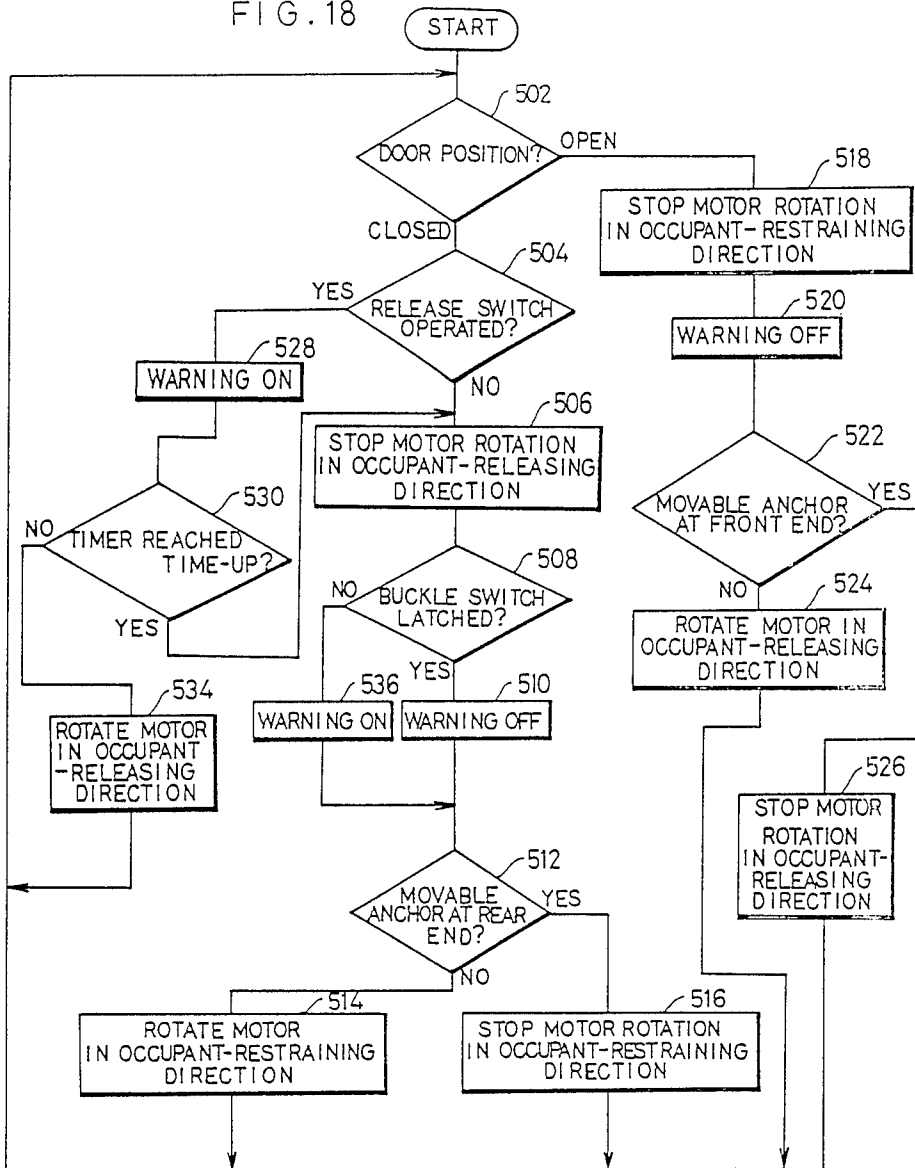 FIG.18
START
502
DOOR POSITION?
OPEN
CLOSED
518
STOP MOTOR ROTATION
IN OCCUPANT-RESTRAINING
DIRECTION
504
YES
RELEASE SWITCH
OPERATED?
NO
520
WARNING OFF
528
WARNING ON
506
STOP MOTOR ROTATION
IN OCCUPANT-RELEASING
DIRECTION
522
MOVABLE ANCHOR
AT FRONT END?
YES
NO
530
NO
TIMER REACHED
TIME-UP?
YES
508
NO
BUCKLE SWITCH
LATCHED?
YES
524
ROTATE MOTOR IN
OCCUPANT-RELEASING
DIRECTION
534
ROTATE MOTOR
IN OCCUPANT
-RELEASING
DIRECTION
536
WARNING ON
510
WARNING OFF
526
STOP MOTOR
ROTATION
IN OCCUPANT-
RELEASING
DIRECTION
512
MOVABLE
ANCHOR AT REAR
END?
YES
NO
514
ROTATE MOTOR
IN OCCUPANT-RESTRAINING
DIRECTION
516
STOP MOTOR ROTATION
IN OCCUPANT-RESTRAINING
DIRECTION